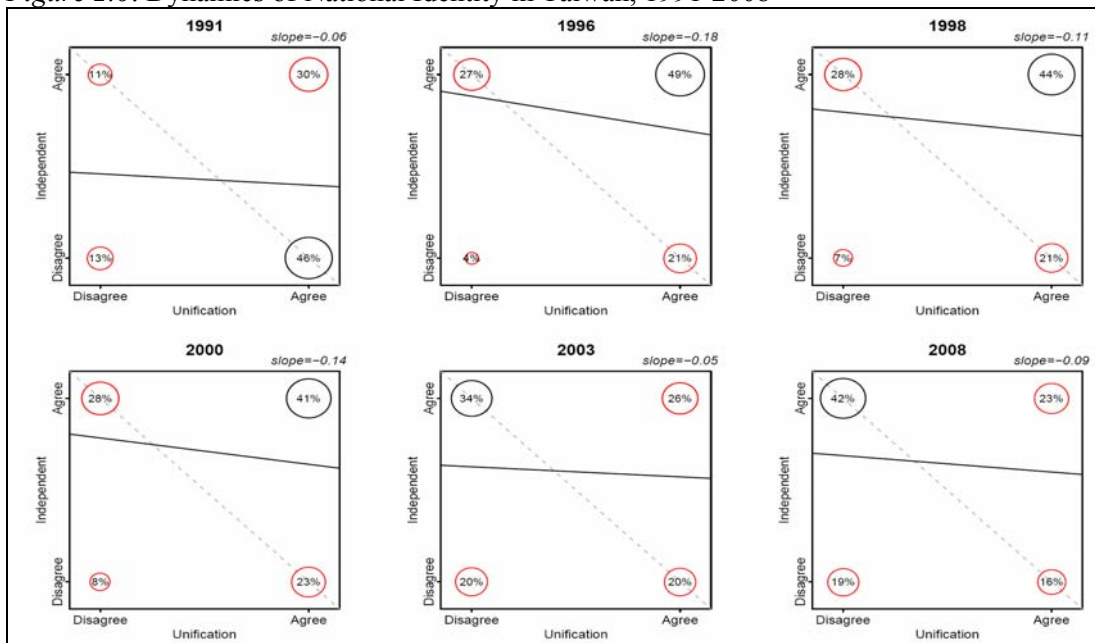 1991
slope=−0.06
Agree
11%
30%
Independent
Disagree
13%
46%
Disagree
Agree
Unification
1996
slope=−0.18
Agree
27%
49%
Independent
Disagree
4%
21%
Disagree
Agree
Unification
1998
slope=−0.11
Agree
28%
44%
Independent
Disagree
7%
21%
Disagree
Agree
Unification
2000
slope=−0.14
Agree
28%
41%
Independent
Disagree
8%
23%
Disagree
Agree
Unification
2003
slope=−0.05
Agree
34%
26%
Independent
Disagree
20%
20%
Disagree
Agree
Unification
2008
slope=−0.09
Agree
42%
23%
Independent
Disagree
19%
16%
Disagree
Agree
Unification